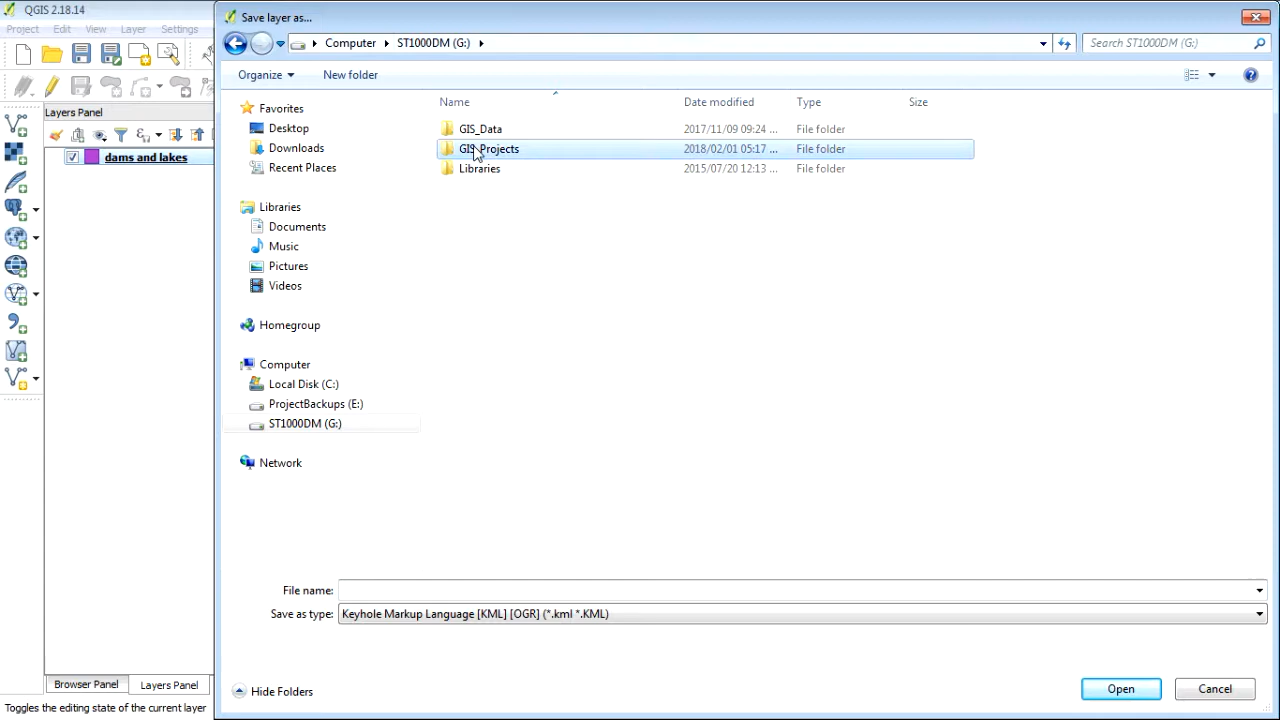 QGIS 2.18.14
Save layer as...
Project Edit View Layer Settings
Computer ST1000DM (G:)
Search ST1000DM (G:)
Organize
New folder
Layers Panel
dams and lakes
Favorites
Desktop
Downloads
Recent Places
Libraries
Documents
Music
Pictures
Videos
Homegroup
Computer
Local Disk (C:)
ProjectBackups (E:)
ST1000DM (G:)
Network
Name Date modified Type Size
GIS_Data 2017/11/09 09:24 ... File folder
GIS_Projects 2018/02/01 05:17 ... File folder
Libraries 2015/07/20 12:13 ... File folder
File name:
Save as type: Keyhole Markup Language [KML] [OGR] (*.kml *.KML)
Hide Folders
Open
Cancel
Browser Panel
Layers Panel
Toggles the editing state of the current layer